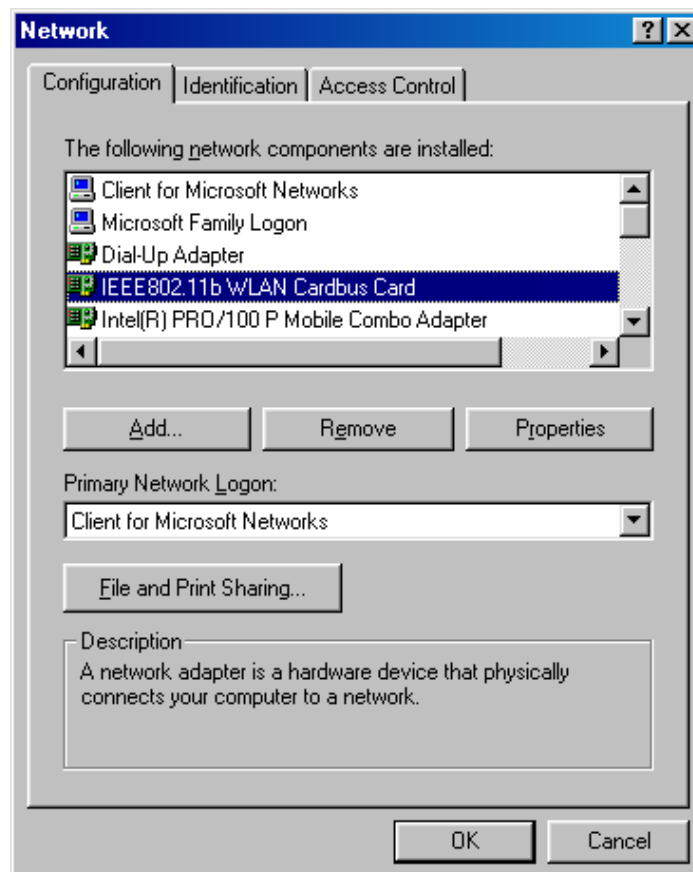 Network
Configuration Identification Access Control
The following network components are installed:
Client for Microsoft Networks
Microsoft Family Logon
Dial-Up Adapter
IEEE802.11b WLAN Cardbus Card
Intel(R) PRO/100 P Mobile Combo Adapter
Add... Remove Properties
Primary Network Logon:
Client for Microsoft Networks
File and Print Sharing...
Description
A network adapter is a hardware device that physically
connects your computer to a network.
OK Cancel